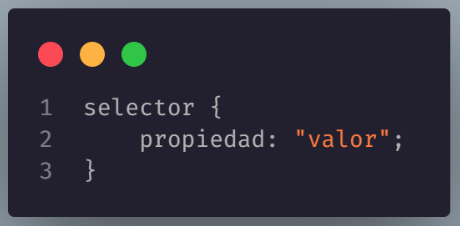 1 selector {
2     propiedad: "valor";
3 }